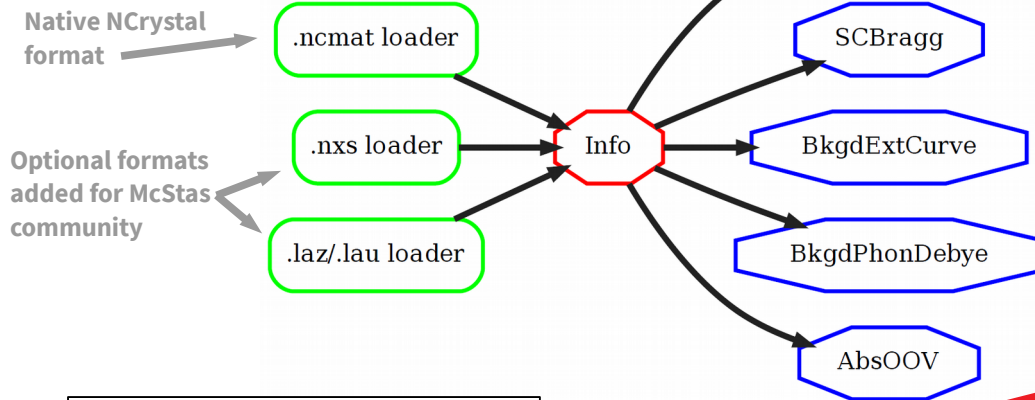 Native NCrystal
format
.ncmat loader
SCBragg
Optional formats
added for McStas
community
.nxs loader
Info
BkgdExtCurve
.laz/.lau loader
BkgdPhonDebye
AbsOOV